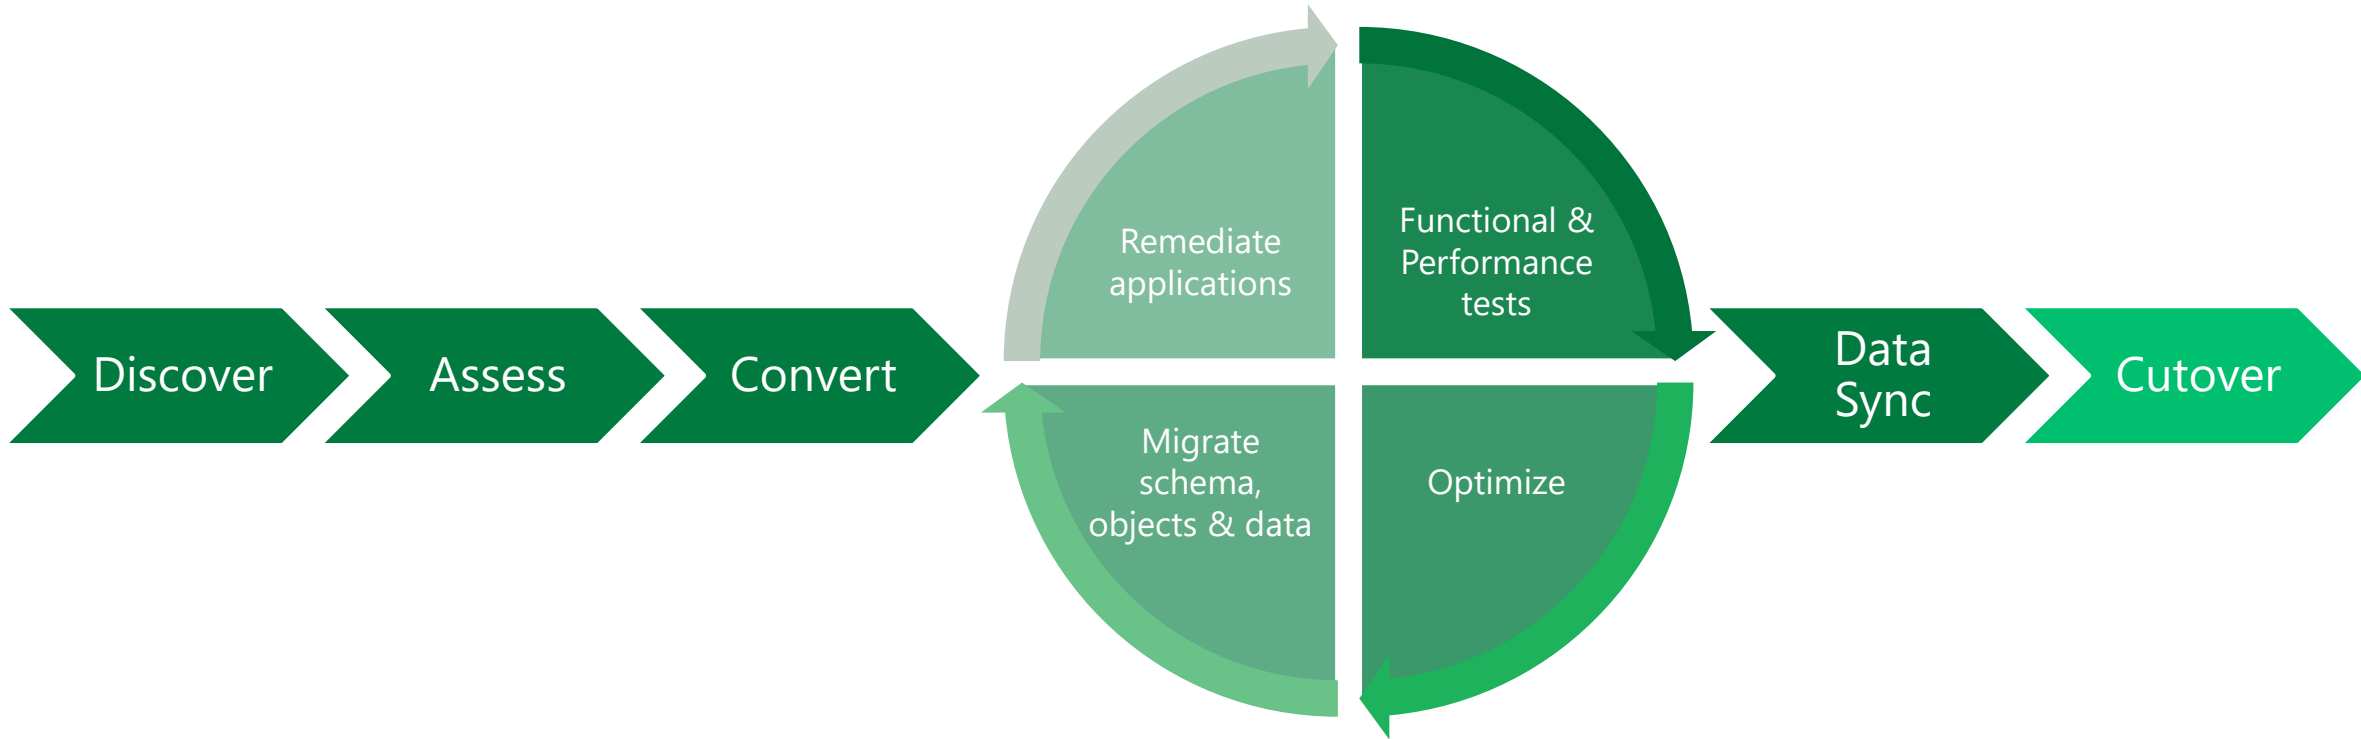 Discover
Assess
Convert
Remediate
applications
Functional &
Performance
tests
Migrate
schema,
objects & data
Optimize
Data
Sync
Cutover